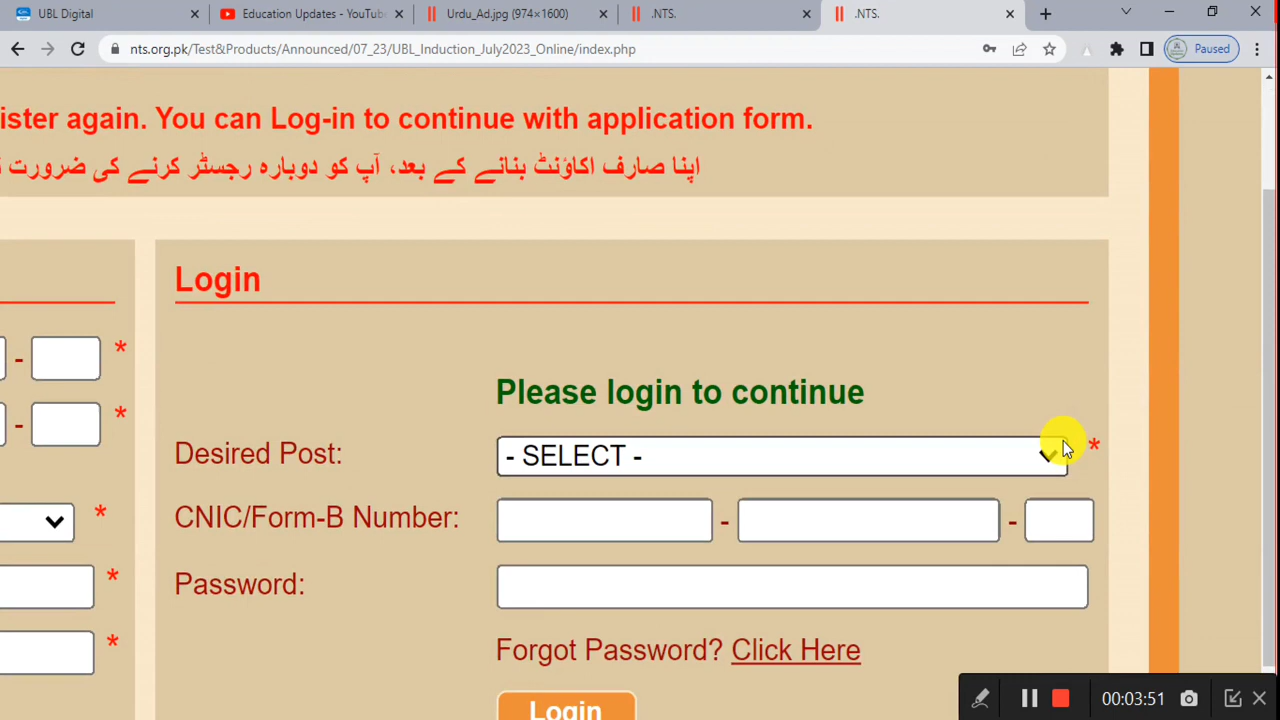 UBL Digital
Education Updates - YouTub
Urdu_Ad.jpg (974×1600)
.NTS.
.NTS.
nts.org.pk/Test&Products/Announced/07_23/UBL_Induction_July2023_Online/index.php
Paused
ister again. You can Log-in to continue with application form.
اپنا صارف اکاؤنٹ بنانے کے بعد، آپ کو دوبارہ رجسٹر کرنے کی ضرورت
Login
- *
Please login to continue
- *
Desired Post:
- SELECT -
*
*
CNIC/Form-B Number:
- -
*
Password:
*
Forgot Password? Click Here
Login
00:03:51